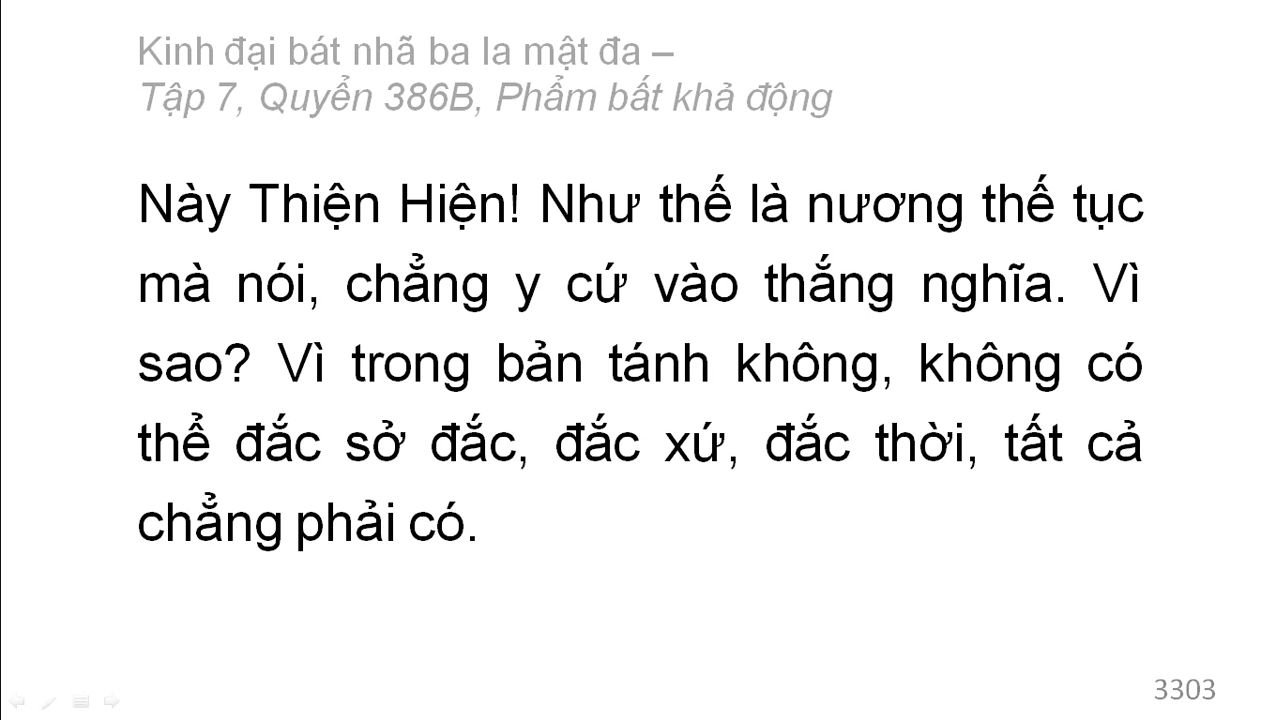 Kinh đại bát nhã ba la mật đa –
Tập 7, Quyển 386B, Phẩm bất khả động
Này Thiện Hiện! Như thế là nương thế tục
mà nói, chẳng y cứ vào thắng nghĩa. Vì
sao? Vì trong bản tánh không, không có
thể đắc sở đắc, đắc xứ, đắc thời, tất cả
chẳng phải có.
3303